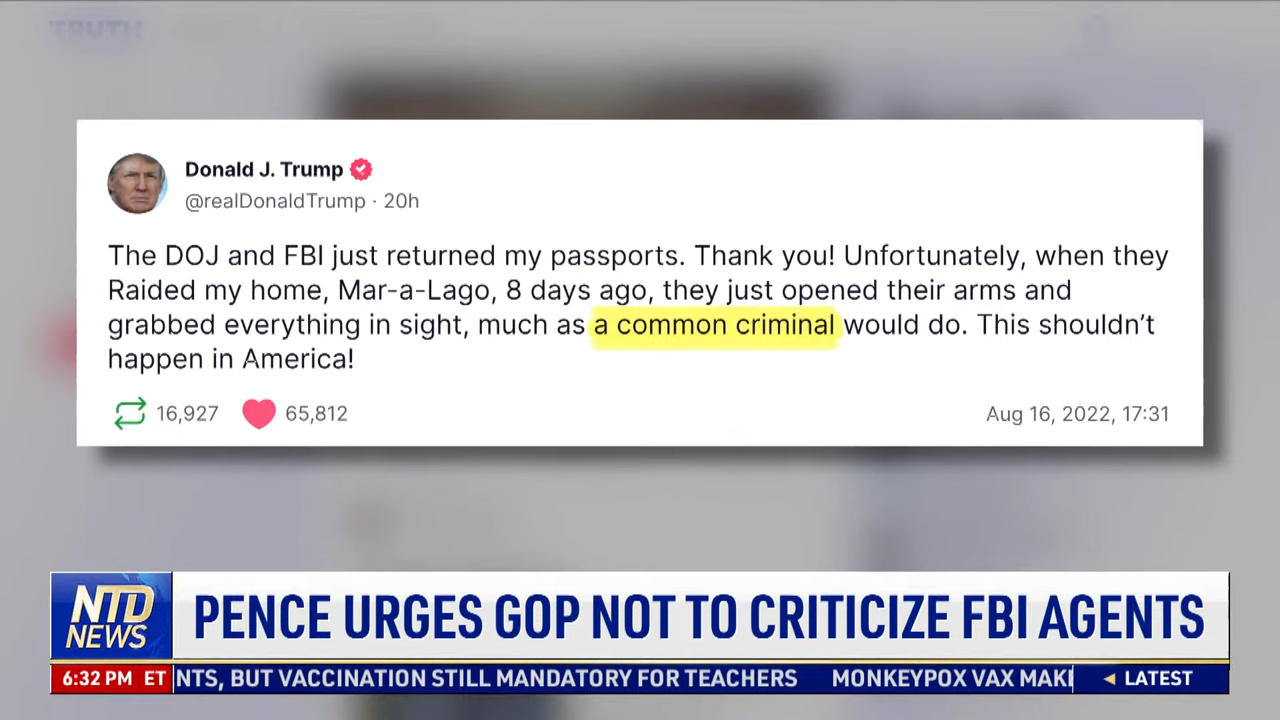 TRUTH
Donald J. Trump
@realDonaldTrump · 20h
The DOJ and FBI just returned my passports. Thank you! Unfortunately, when they
Raided my home, Mar-a-Lago, 8 days ago, they just opened their arms and
grabbed everything in sight, much as a common criminal would do. This shouldn't
happen in America!
16,927 65,812 Aug 16, 2022, 17:31
NTD
NEWS
PENCE URGES GOP NOT TO CRITICIZE FBI AGENTS
6:32 PM ET NTS, BUT VACCINATION STILL MANDATORY FOR TEACHERS MONKEYPOX VAX MAKI LATEST